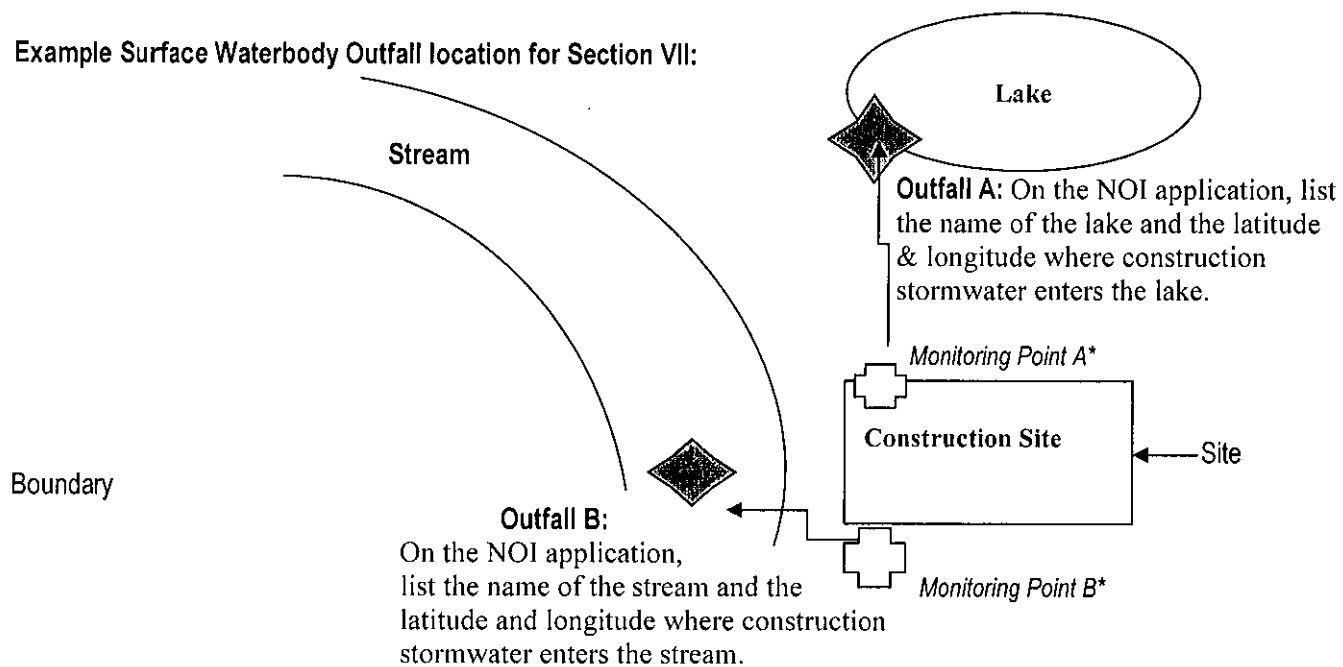 Example Surface Waterbody Outfall location for Section VII:
Lake
Stream
Outfall A: On the NOI application, list
the name of the lake and the latitude
& longitude where construction
stormwater enters the lake.
Monitoring Point A*
Construction Site
Site
Boundary
Outfall B:
On the NOI application,
list the name of the stream and the
latitude and longitude where construction
stormwater enters the stream.
Monitoring Point B*